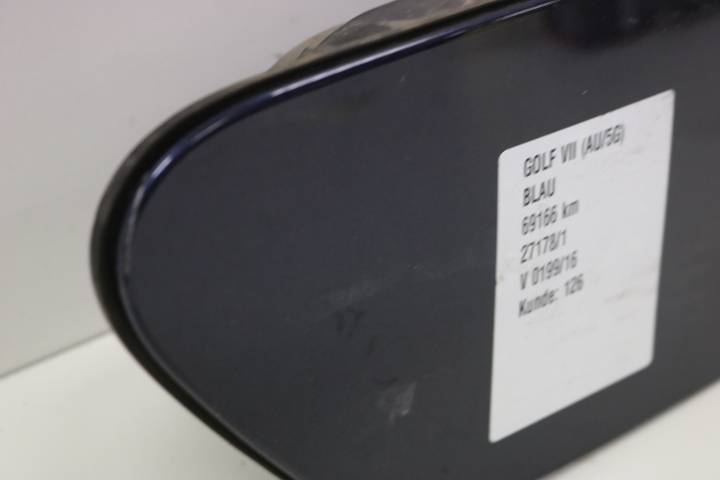 GOLF VII (AU/5G)
BLAU
69166 km
27178/1
V 0199/16
Kunde: 126